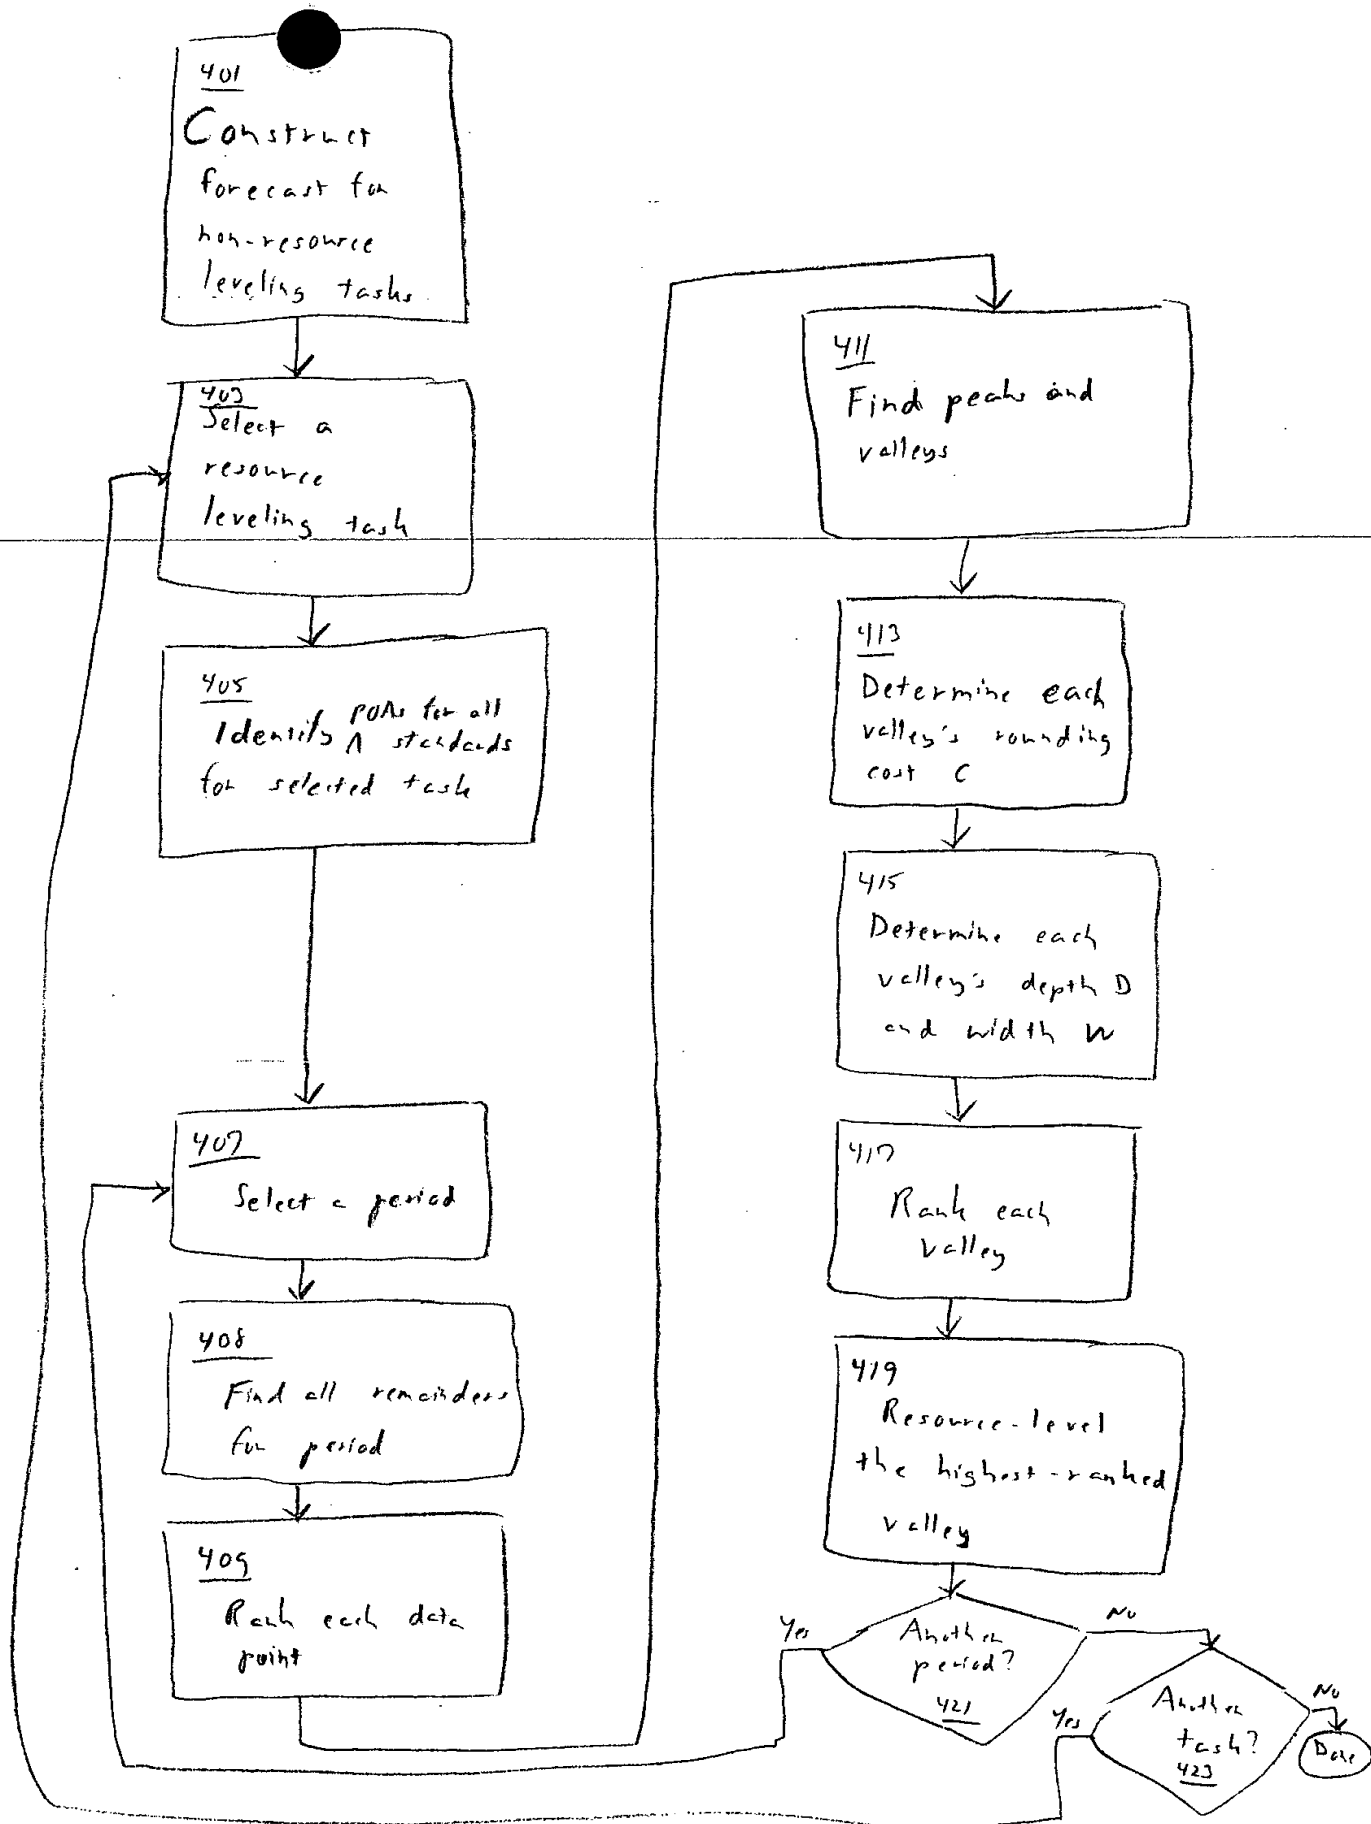 401
Construct
forecast for
non-resource
leveling tasks
403
Select a
resource
leveling task
405
PUAs for all
Identify ∧ standards
for selected task
407
Select a period
408
Find all remainders
for period
409
Rank each data
point
411
Find peaks and
valleys
413
Determine each
valley's rounding
cost C
415
Determine each
valley's depth D
and width W
417
Rank each
valley
419
Resource-level
the highest-ranked
valley
Yes
Another
period?
421
No
Yes
Another
task?
423
No
Done